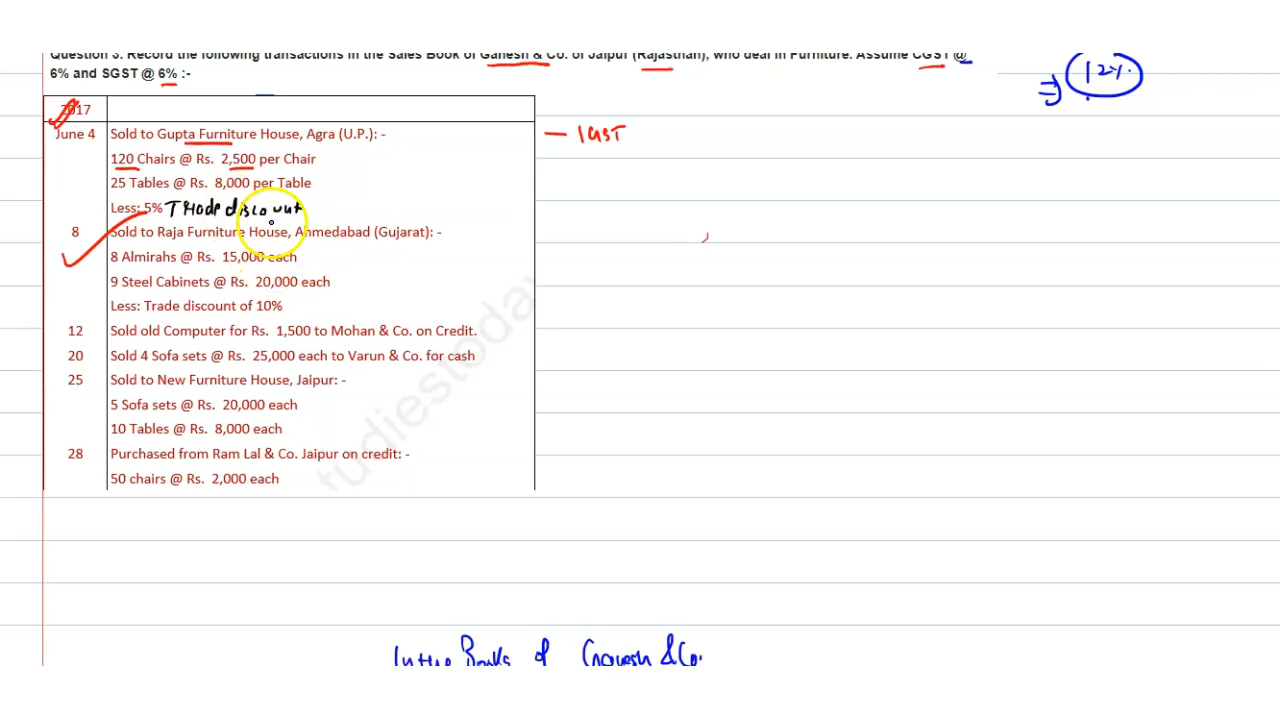 Question 3. Record the following transactions in the Sales Book of Ganesh & Co. of Jaipur (Rajasthan), who deal in Furniture. Assume CGST @
6% and SGST @ 6% :-
12%.
2017
June 4 Sold to Gupta Furniture House, Agra (U.P.): -
— IGST
120 Chairs @ Rs. 2,500 per Chair
25 Tables @ Rs. 8,000 per Table
Less: 5% Trade discount
8 Sold to Raja Furniture House, Ahmedabad (Gujarat): -
8 Almirahs @ Rs. 15,000 each
9 Steel Cabinets @ Rs. 20,000 each
Less: Trade discount of 10%
12 Sold old Computer for Rs. 1,500 to Mohan & Co. on Credit.
20 Sold 4 Sofa sets @ Rs. 25,000 each to Varun & Co. for cash
25 Sold to New Furniture House, Jaipur: -
5 Sofa sets @ Rs. 20,000 each
10 Tables @ Rs. 8,000 each
28 Purchased from Ram Lal & Co. Jaipur on credit: -
50 chairs @ Rs. 2,000 each
tudiestoday
In the Books of Ganesh & Co.